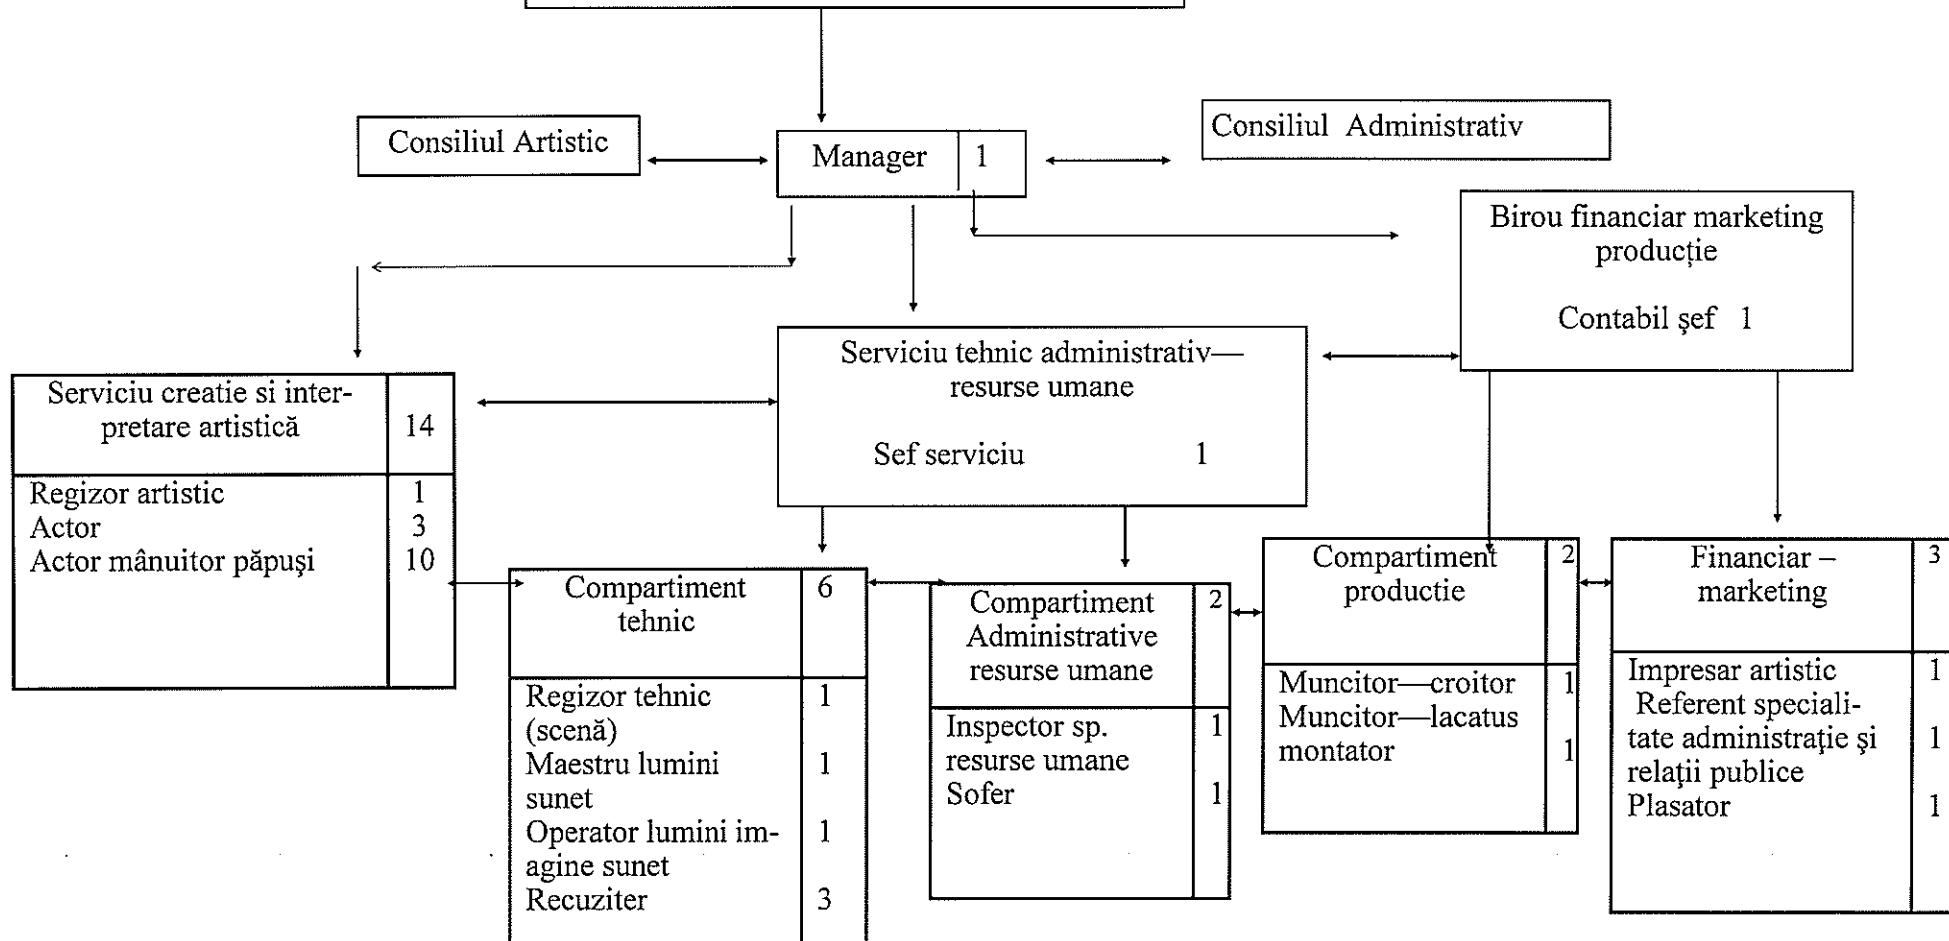 Consiliul Artistic
Manager 1
Consiliul Administrativ
Birou financiar marketing
producție
Contabil şef 1
Serviciu tehnic administrativ—
resurse umane
Sef serviciu 1
Serviciu creatie si inter-
pretare artistică 14
Regizor artistic 1
Actor 3
Actor mânuitor păpuşi 10
Compartiment 6
tehnic
Regizor tehnic 1
(scenă)
Maestru lumini 1
sunet
Operator lumini im- 1
agine sunet
Recuziter 3
Compartiment 2
Administrative
resurse umane
Inspector sp. 1
resurse umane
Sofer 1
Compartiment 2
productie
Muncitor—croitor 1
Muncitor—lacatus
montator 1
Financiar – 3
marketing
Impresar artistic 1
Referent speciali-
tate administraţie şi 1
relaţii publice
Plasator 1